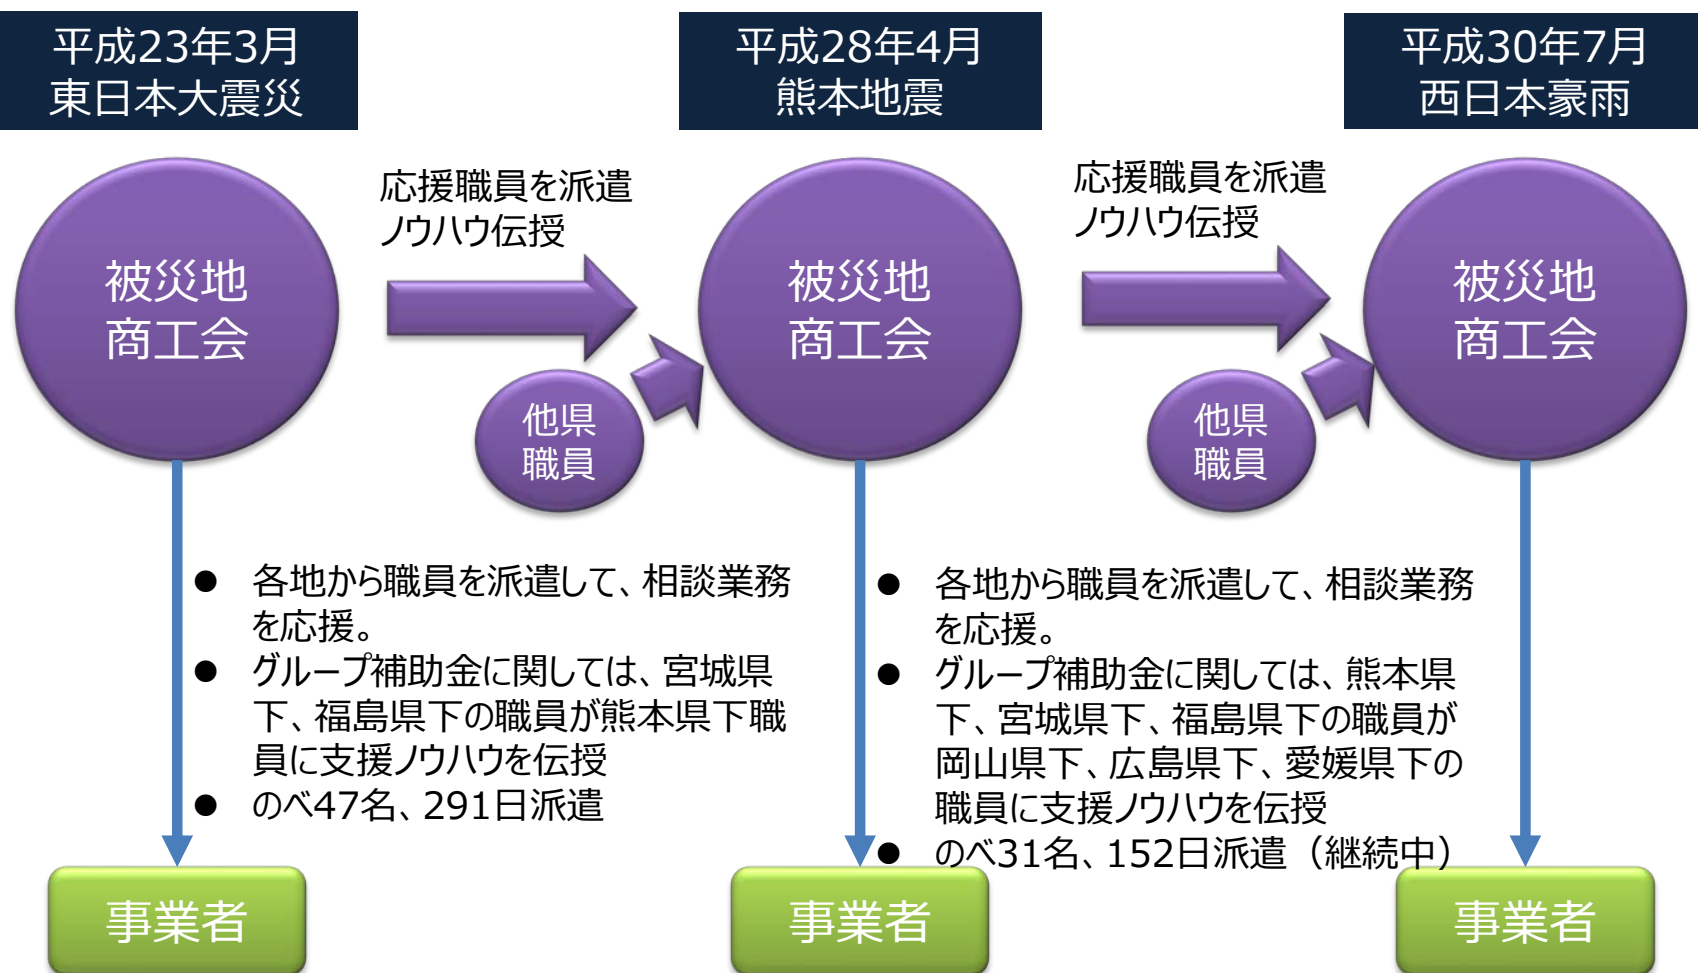 平成23年3月
東日本大震災
平成28年4月
熊本地震
平成30年7月
西日本豪雨
被災地
商工会
応援職員を派遣
ノウハウ伝授
他県
職員
被災地
商工会
応援職員を派遣
ノウハウ伝授
他県
職員
被災地
商工会
● 各地から職員を派遣して、相談業務
を応援。
● グループ補助金に関しては、宮城県
下、福島県下の職員が熊本県下職
員に支援ノウハウを伝授
● のべ47名、291日派遣
● 各地から職員を派遣して、相談業務
を応援。
● グループ補助金に関しては、熊本県
下、宮城県下、福島県下の職員が
岡山県下、広島県下、愛媛県下の
職員に支援ノウハウを伝授
● のべ31名、152日派遣（継続中）
事業者
事業者
事業者